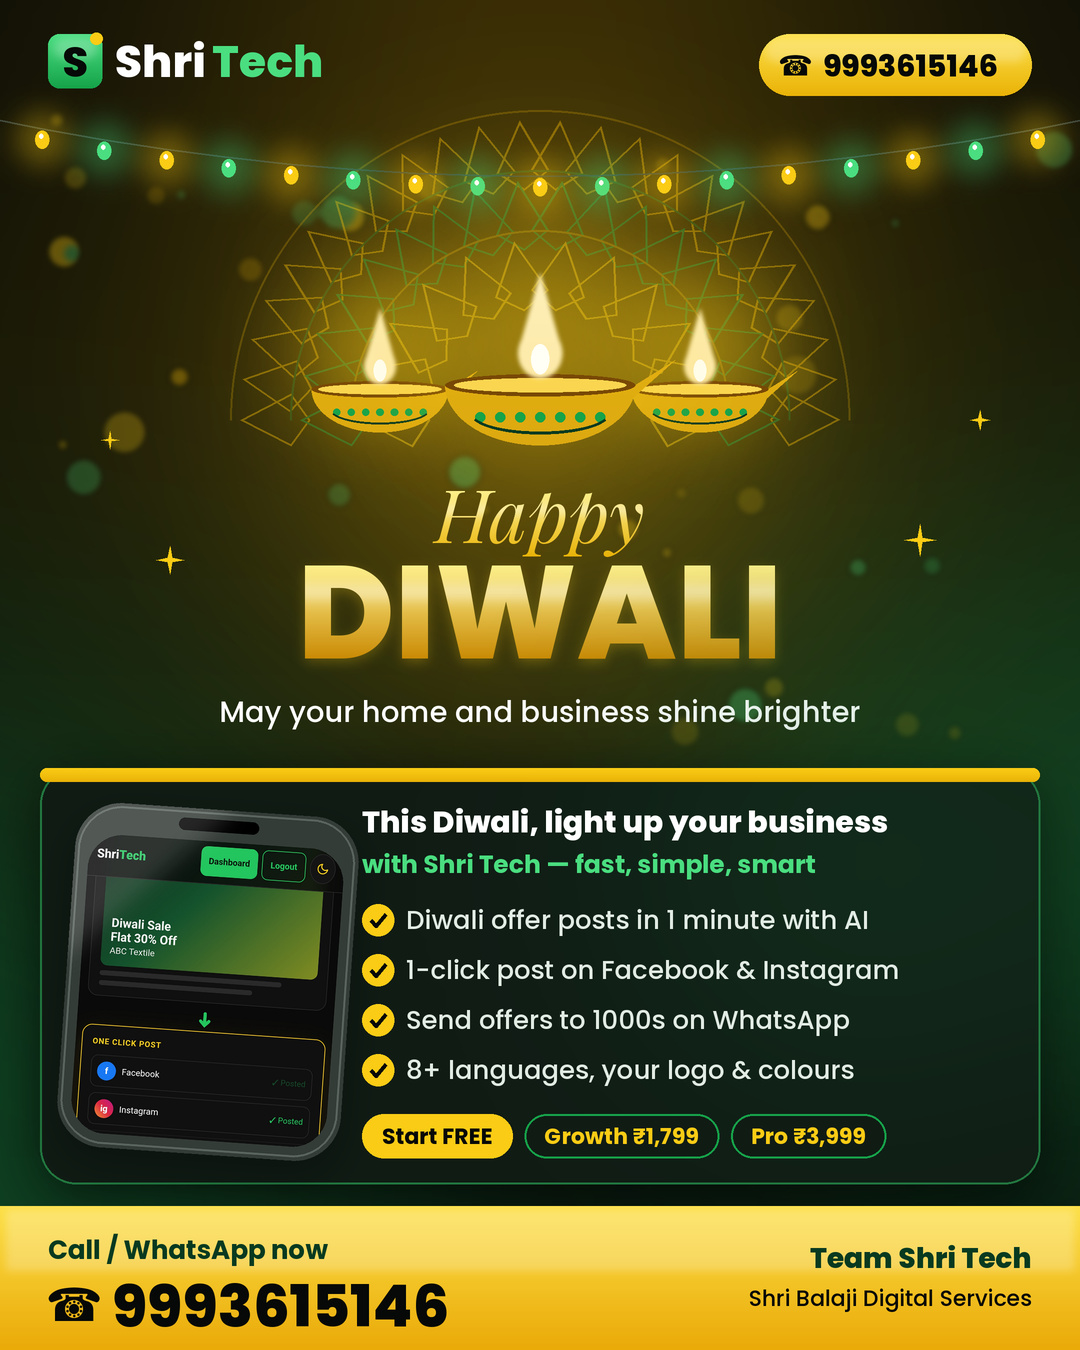 S Shri Tech
☎ 9993615146
Happy
DIWALI
May your home and business shine brighter
ShriTech
Dashboard
Logout
Diwali Sale
Flat 30% Off
ABC Textile
ONE CLICK POST
f Facebook
✓ Posted
ig Instagram
✓ Posted
This Diwali, light up your business
with Shri Tech — fast, simple, smart
Diwali offer posts in 1 minute with AI
1-click post on Facebook & Instagram
Send offers to 1000s on WhatsApp
8+ languages, your logo & colours
Start FREE
Growth ₹1,799
Pro ₹3,999
Call / WhatsApp now
☎ 9993615146
Team Shri Tech
Shri Balaji Digital Services